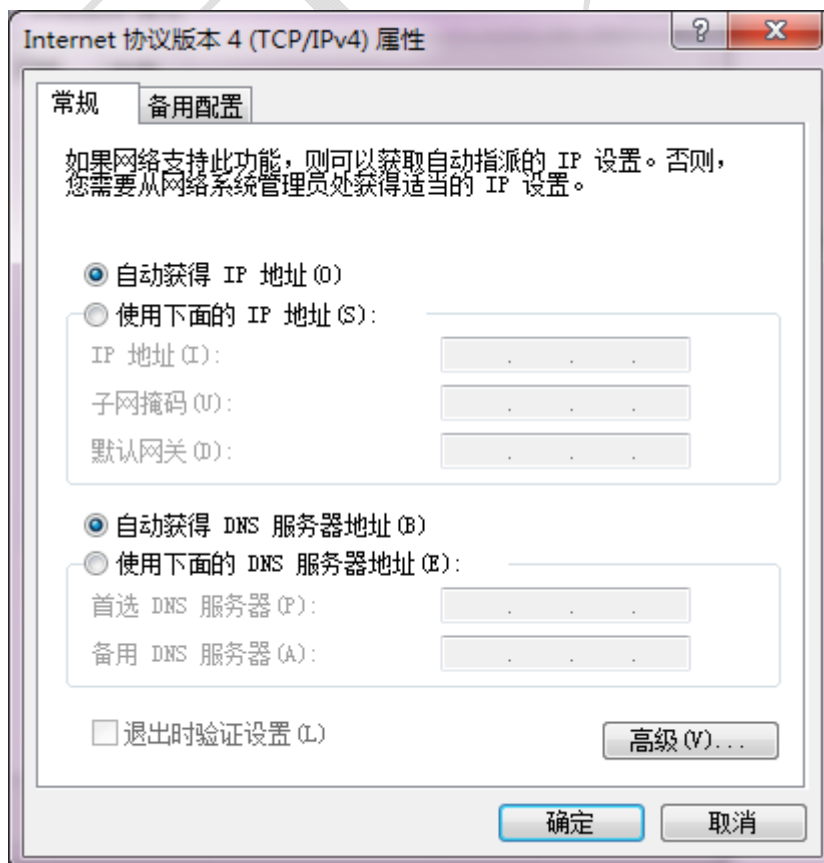 Internet 协议版本 4 (TCP/IPv4) 属性
常规 备用配置
如果网络支持此功能，则可以获取自动指派的 IP 设置。否则，
您需要从网络系统管理员处获得适当的 IP 设置。
自动获得 IP 地址(O)
使用下面的 IP 地址(S):
IP 地址(I):
子网掩码(U):
默认网关(D):
自动获得 DNS 服务器地址(B)
使用下面的 DNS 服务器地址(E):
首选 DNS 服务器(P):
备用 DNS 服务器(A):
退出时验证设置(L)
高级(V)...
确定 取消